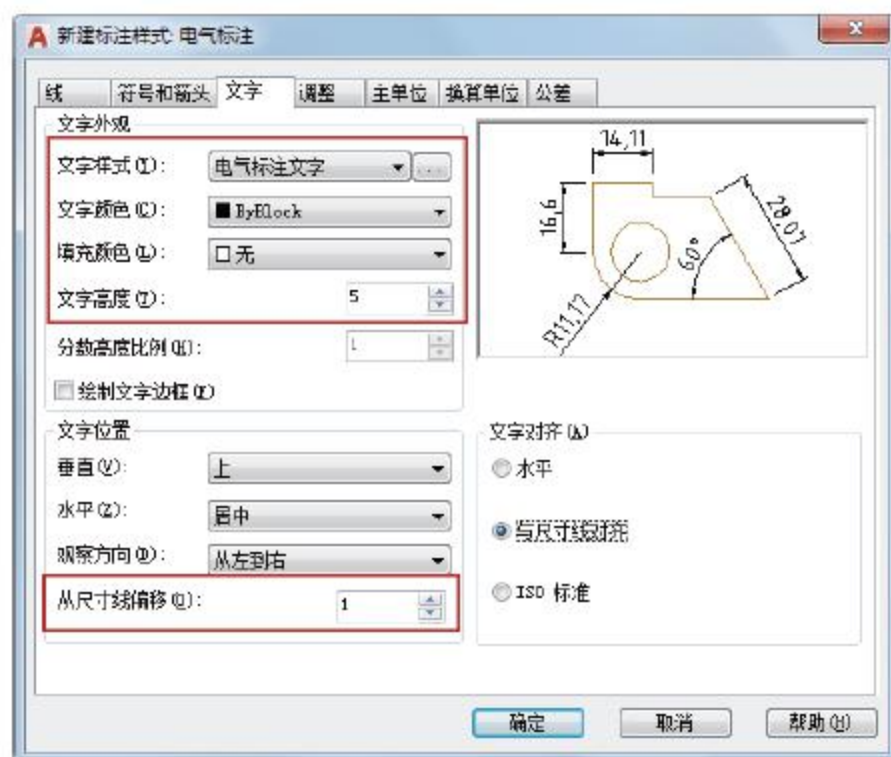 新建标注样式: 电气标注
线 符号和箭头 文字 调整 主单位 换算单位 公差
文字外观
文字样式(Y): 电气标注文字 ...
文字颜色(C): ByBlock
填充颜色(L): 无
文字高度(T): 5
分数高度比例(H): 1
绘制文字边框(F)
14,11
16,6
28,07
60°
R11,17
文字位置
垂直(V): 上
水平(Z): 居中
观察方向(D): 从左到右
从尺寸线偏移(O): 1
文字对齐(A)
水平
与尺寸线对齐
ISO 标准
确定 取消 帮助(H)